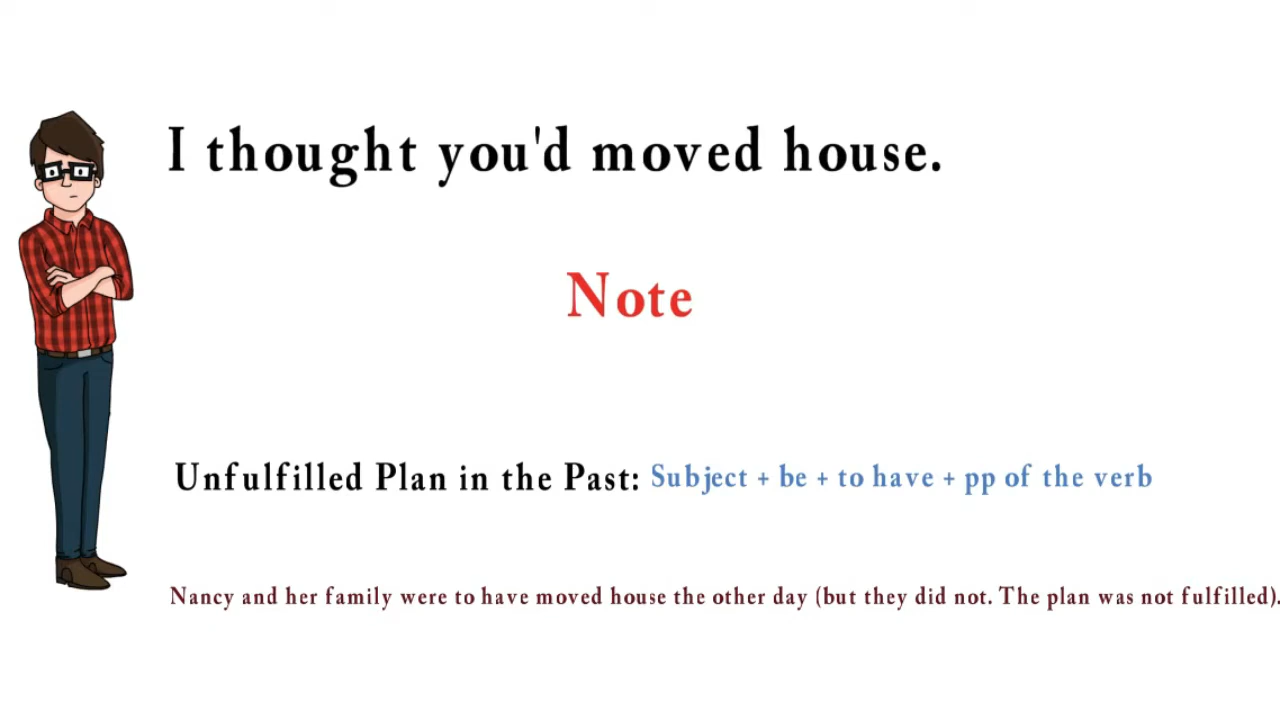 I thought you'd moved house.
Note
Unfulfilled Plan in the Past: Subject + be + to have + pp of the verb
Nancy and her family were to have moved house the other day (but they did not. The plan was not fulfilled).